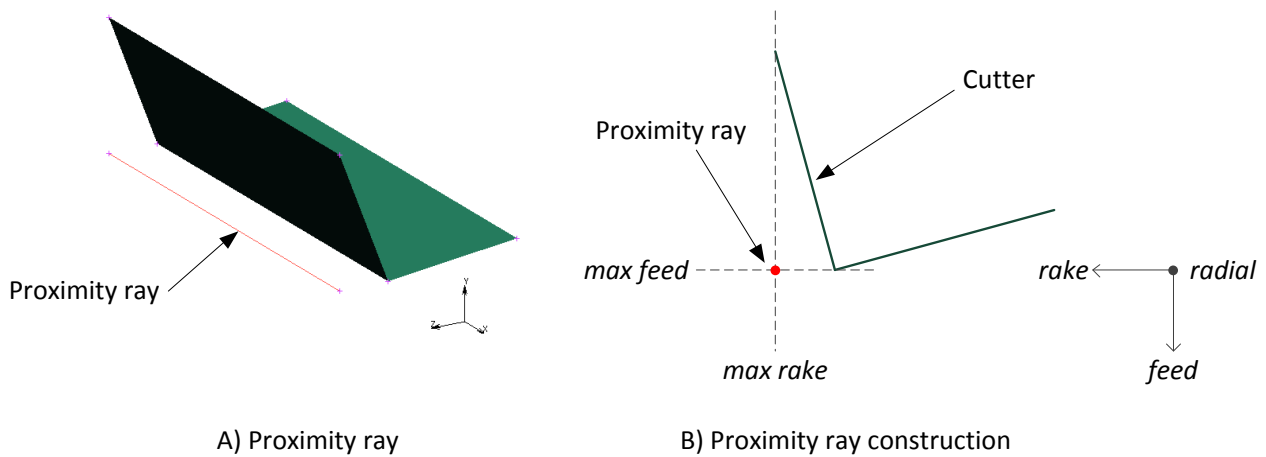 Proximity ray
Y
Z
X
A) Proximity ray
Cutter
Proximity ray
max feed
max rake
rake
radial
feed
B) Proximity ray construction